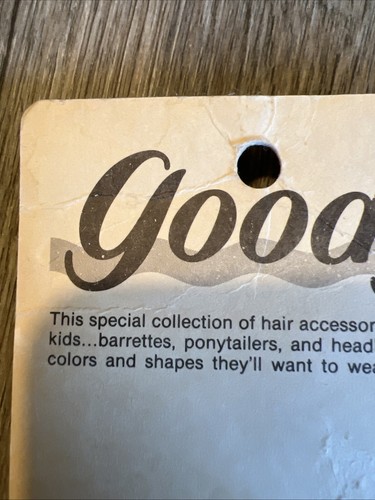 Good
This special collection of hair accessor
kids...barrettes, ponytailers, and head
colors and shapes they'll want to wea